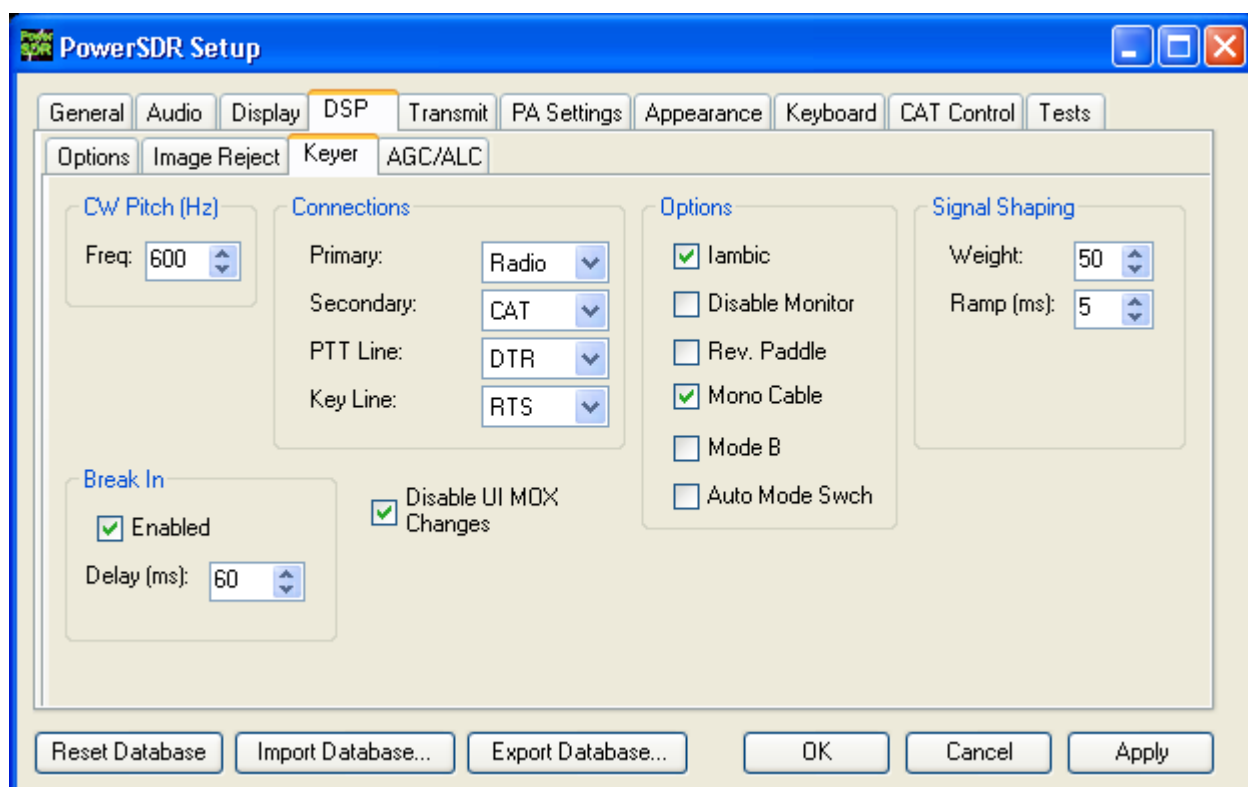 Power SDR PowerSDR Setup
General Audio Display DSP Transmit PA Settings Appearance Keyboard CAT Control Tests
Options Image Reject Keyer AGC/ALC
CW Pitch (Hz)
Freq: 600
Connections
Primary: Radio
Secondary: CAT
PTT Line: DTR
Key Line: RTS
Options
Iambic
Disable Monitor
Rev. Paddle
Mono Cable
Mode B
Auto Mode Swch
Signal Shaping
Weight: 50
Ramp (ms): 5
Break In
Enabled
Delay (ms): 60
Disable UI MOX
Changes
Reset Database Import Database... Export Database... OK Cancel Apply